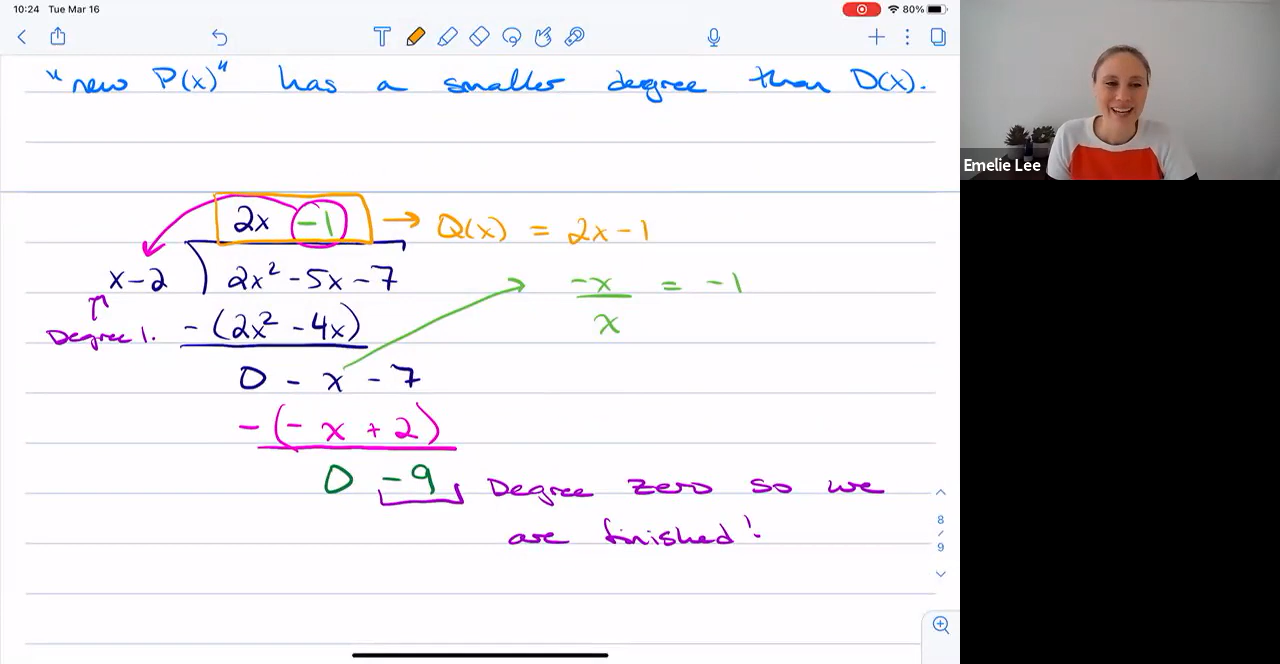 10:24 Tue Mar 16
80%
T
"new P(x)" has a smaller degree than D(x).
Emelie Lee
2x -1 → Q(x) = 2x-1
x-2 ) 2x² -5x -7
-x/x = -1
Degree 1.
- (2x² - 4x)
0 - x - 7
-(- x + 2)
0 -9 Degree zero so we
are finished!
8/9